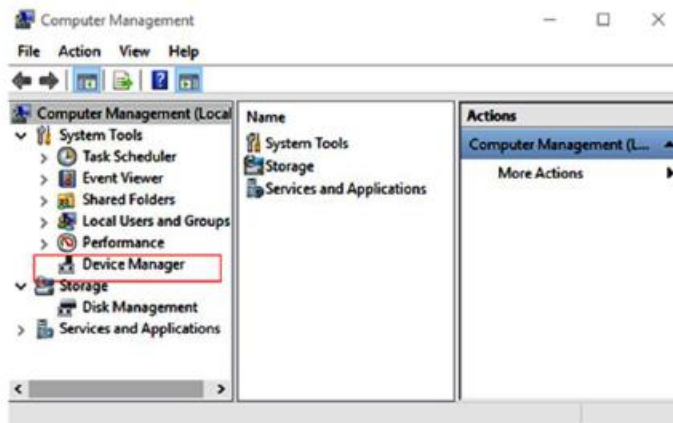 Computer Management
File Action View Help
Computer Management (Local
System Tools
Task Scheduler
Event Viewer
Shared Folders
Local Users and Groups
Performance
Device Manager
Storage
Disk Management
Services and Applications
Name
System Tools
Storage
Services and Applications
Actions
Computer Management (L...
More Actions